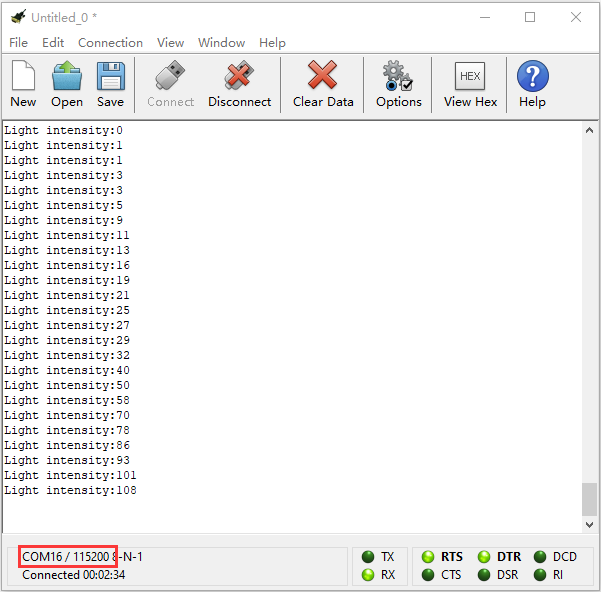 Untitled_0 *
File Edit Connection View Window Help
HEX
New Open Save Connect Disconnect Clear Data Options View Hex Help
Light intensity:0
Light intensity:1
Light intensity:1
Light intensity:3
Light intensity:3
Light intensity:5
Light intensity:9
Light intensity:11
Light intensity:13
Light intensity:16
Light intensity:19
Light intensity:21
Light intensity:25
Light intensity:27
Light intensity:29
Light intensity:32
Light intensity:40
Light intensity:50
Light intensity:58
Light intensity:70
Light intensity:78
Light intensity:86
Light intensity:93
Light intensity:101
Light intensity:108
COM16 / 115200 8-N-1 TX RTS DTR DCD
Connected 00:02:34 RX CTS DSR RI